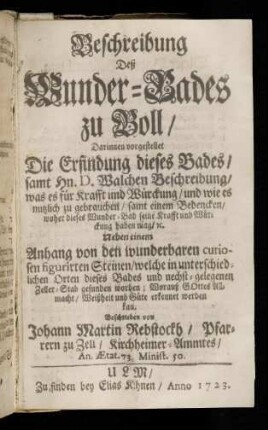 Beschreibung
Deß
Wunder-Bades
zu Boll/
Darinnen vorgestellet
Die Erfindung dieses Bades/
samt Hn. D. Walchen Beschreibung/
was es für Krafft und Würckung/ und wie es
nutzlich zu gebrauchen/ samt einem Bedencken/
woher dieses Wunder-Bad seine Krafft und Wür-
ckung haben mag/ ꝛc.
Neben einem
Anhang von den wunderbaren curio-
sen figurirten Steinen/ welche in unterschied-
lichen Orten dieses Bades und nechst-gelegenen
Zeller-Stab gefunden werden; Worauß GOttes All-
macht/ Weißheit und Güte erkennet werden
kan.
Beschrieben von
Johann Martin Rebstockh/ Pfar-
rern zu Zell/ Kirchheimer-Ammtes/
An. Ætat. 73. Minist. 50.
ULM/
Zu finden bey Elias Kühnen/ Anno 1723.